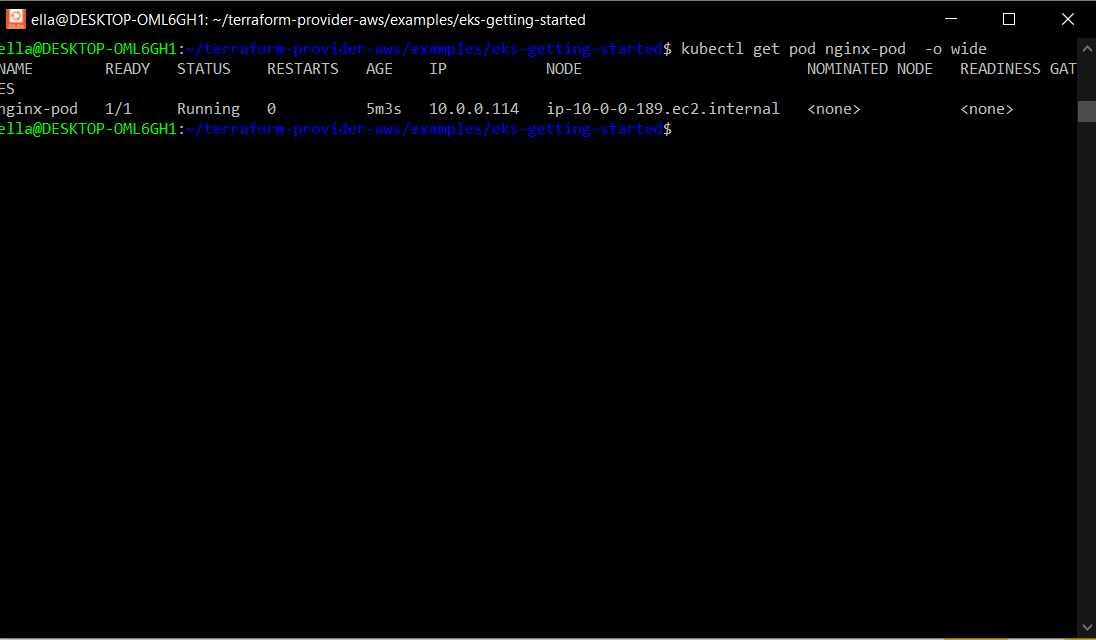 ella@DESKTOP-OML6GH1: ~/terraform-provider-aws/examples/eks-getting-started
ella@DESKTOP-OML6GH1:~/terraform-provider-aws/examples/eks-getting-started$ kubectl get pod nginx-pod  -o wide
NAME        READY   STATUS    RESTARTS   AGE    IP           NODE                         NOMINATED NODE   READINESS GAT
ES
nginx-pod   1/1     Running   0          5m3s   10.0.0.114   ip-10-0-0-189.ec2.internal   <none>           <none>
ella@DESKTOP-OML6GH1:~/terraform-provider-aws/examples/eks-getting-started$